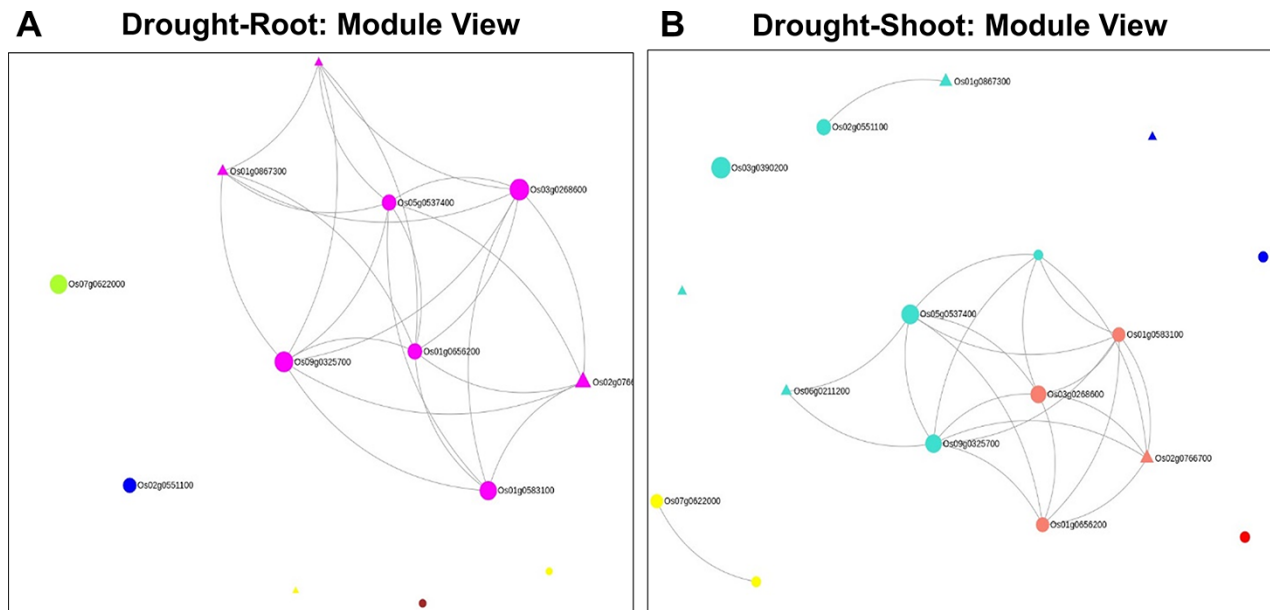 A Drought-Root: Module View
Os01g0867300
Os03g0268600
Os05g0537400
Os07g0622000
Os01g0656200
Os09g0325700
Os02g0766
Os02g0551100
Os01g0583100
B Drought-Shoot: Module View
Os01g0867300
Os02g0551100
Os03g0390200
Os05g0537400
Os01g0583100
Os06g0211200
Os03g0268600
Os09g0325700
Os02g0766700
Os07g0622000
Os01g0656200